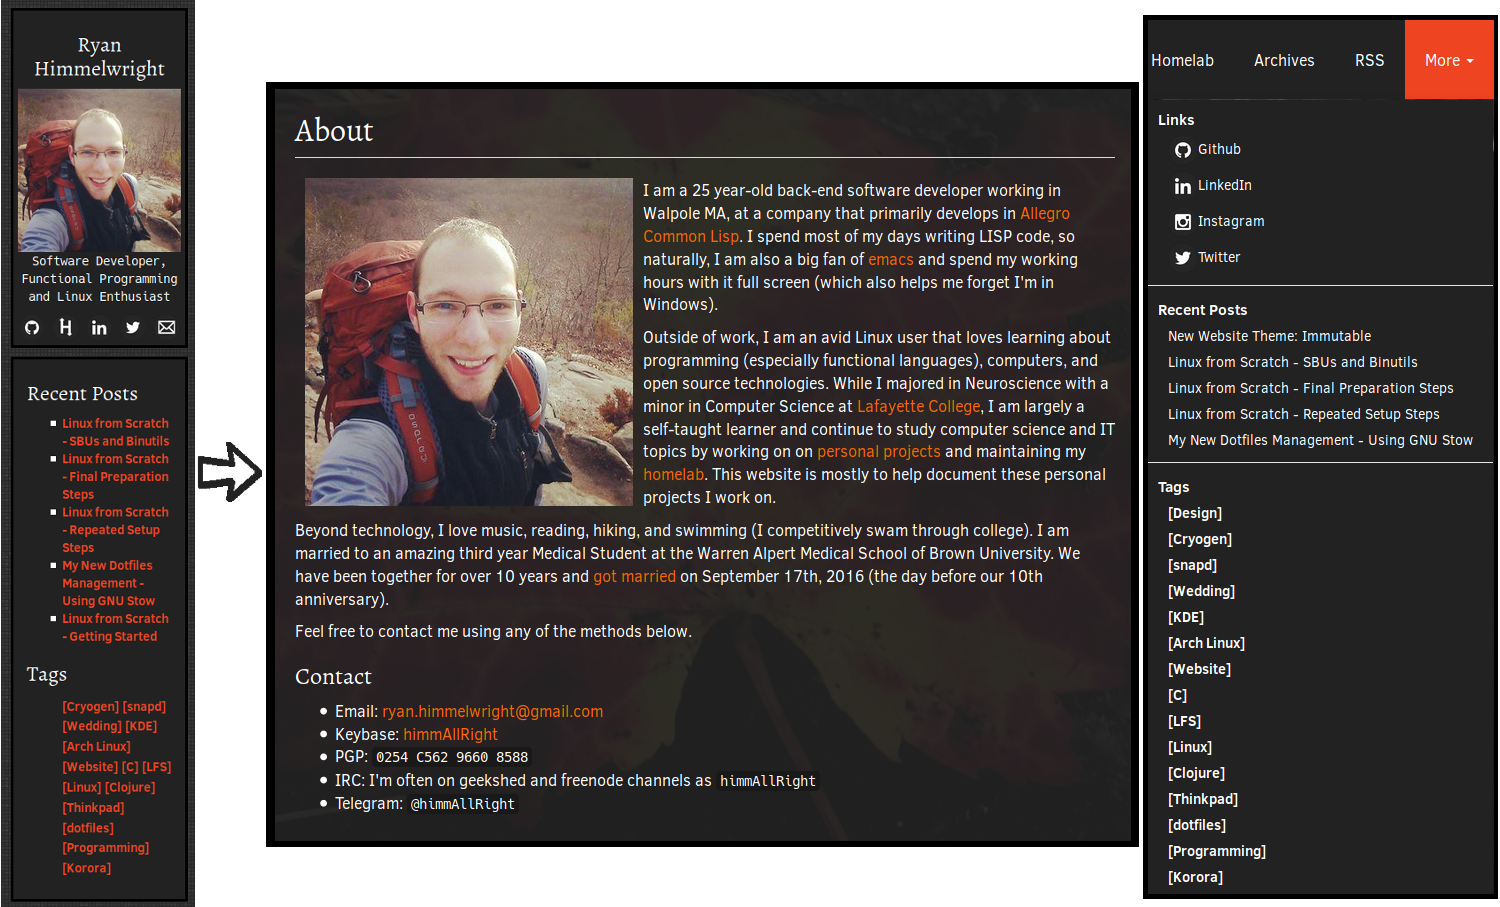 Ryan
Himmelwright
Software Developer,
Functional Programming
and Linux Enthusiast
Recent Posts
Linux from Scratch
- SBUs and Binutils
Linux from Scratch
- Final Preparation
Steps
Linux from Scratch
- Repeated Setup
Steps
My New Dotfiles
Management -
Using GNU Stow
Linux from Scratch
- Getting Started
Tags
[Cryogen] [snapd]
[Wedding] [KDE]
[Arch Linux]
[Website] [C] [LFS]
[Linux] [Clojure]
[Thinkpad]
[dotfiles]
[Programming]
[Korora]
About
osprey
I am a 25 year-old back-end software developer working in
Walpole MA, at a company that primarily develops in Allegro
Common Lisp. I spend most of my days writing LISP code, so
naturally, I am also a big fan of emacs and spend my working
hours with it full screen (which also helps me forget I'm in
Windows).
Outside of work, I am an avid Linux user that loves learning about
programming (especially functional languages), computers, and
open source technologies. While I majored in Neuroscience with a
minor in Computer Science at Lafayette College, I am largely a
self-taught learner and continue to study computer science and IT
topics by working on on personal projects and maintaining my
homelab. This website is mostly to help document these personal
projects I work on.
Beyond technology, I love music, reading, hiking, and swimming (I competitively swam through college). I am
married to an amazing third year Medical Student at the Warren Alpert Medical School of Brown University. We
have been together for over 10 years and got married on September 17th, 2016 (the day before our 10th
anniversary).
Feel free to contact me using any of the methods below.
Contact
Email: ryan.himmelwright@gmail.com
Keybase: himmAllRight
PGP: 0254 C562 9660 8588
IRC: I'm often on geekshed and freenode channels as himmAllRight
Telegram: @himmAllRight
Homelab Archives RSS More
Links
Github
LinkedIn
Instagram
Twitter
Recent Posts
New Website Theme: Immutable
Linux from Scratch - SBUs and Binutils
Linux from Scratch - Final Preparation Steps
Linux from Scratch - Repeated Setup Steps
My New Dotfiles Management - Using GNU Stow
Tags
[Design]
[Cryogen]
[snapd]
[Wedding]
[KDE]
[Arch Linux]
[Website]
[C]
[LFS]
[Linux]
[Clojure]
[Thinkpad]
[dotfiles]
[Programming]
[Korora]